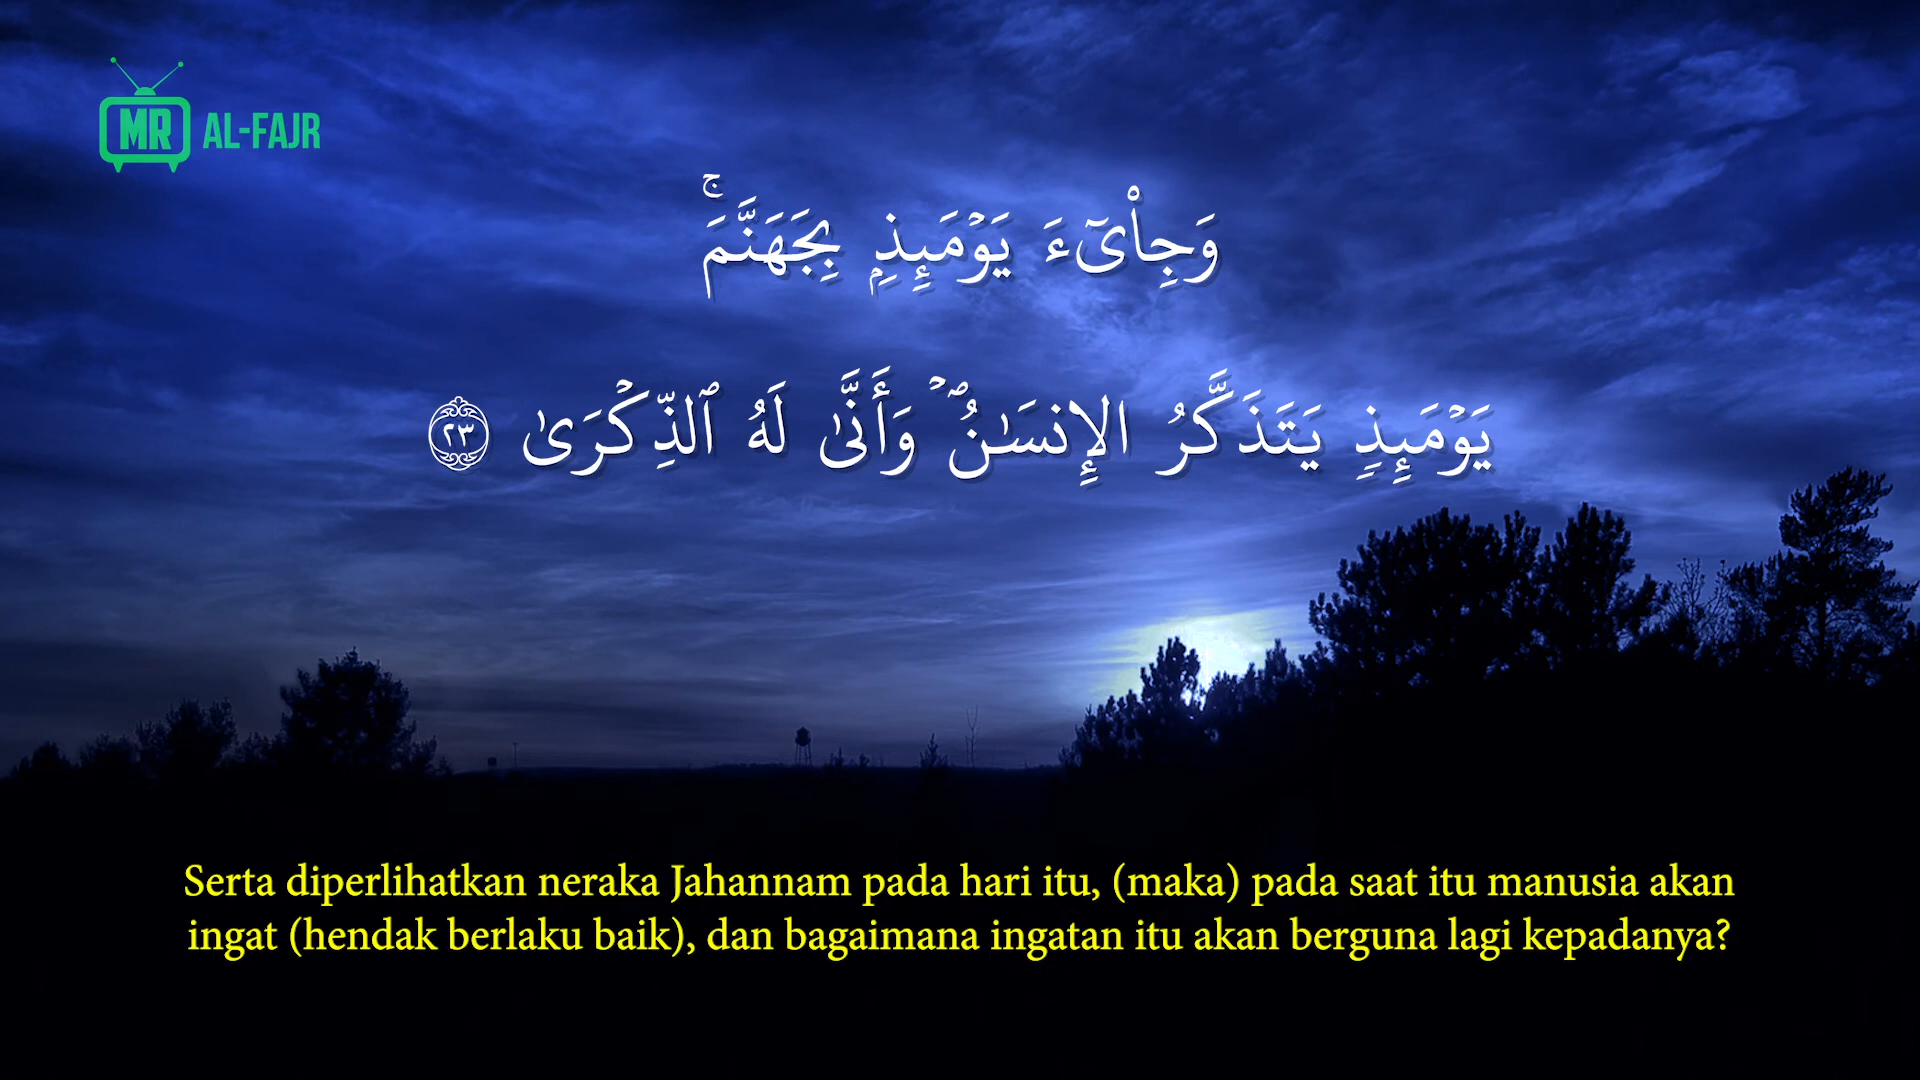 MR AL-FAJR
وَجِا۟ىٓءَ يَوۡمَئِذِۭ بِجَهَنَّمَۚ
يَوۡمَئِذٖ يَتَذَكَّرُ الإِنسَـٰنُ وَأَنَّىٰ لَهُ ٱلذِّكۡرَىٰ ٢٣
Serta diperlihatkan neraka Jahannam pada hari itu, (maka) pada saat itu manusia akan
ingat (hendak berlaku baik), dan bagaimana ingatan itu akan berguna lagi kepadanya?